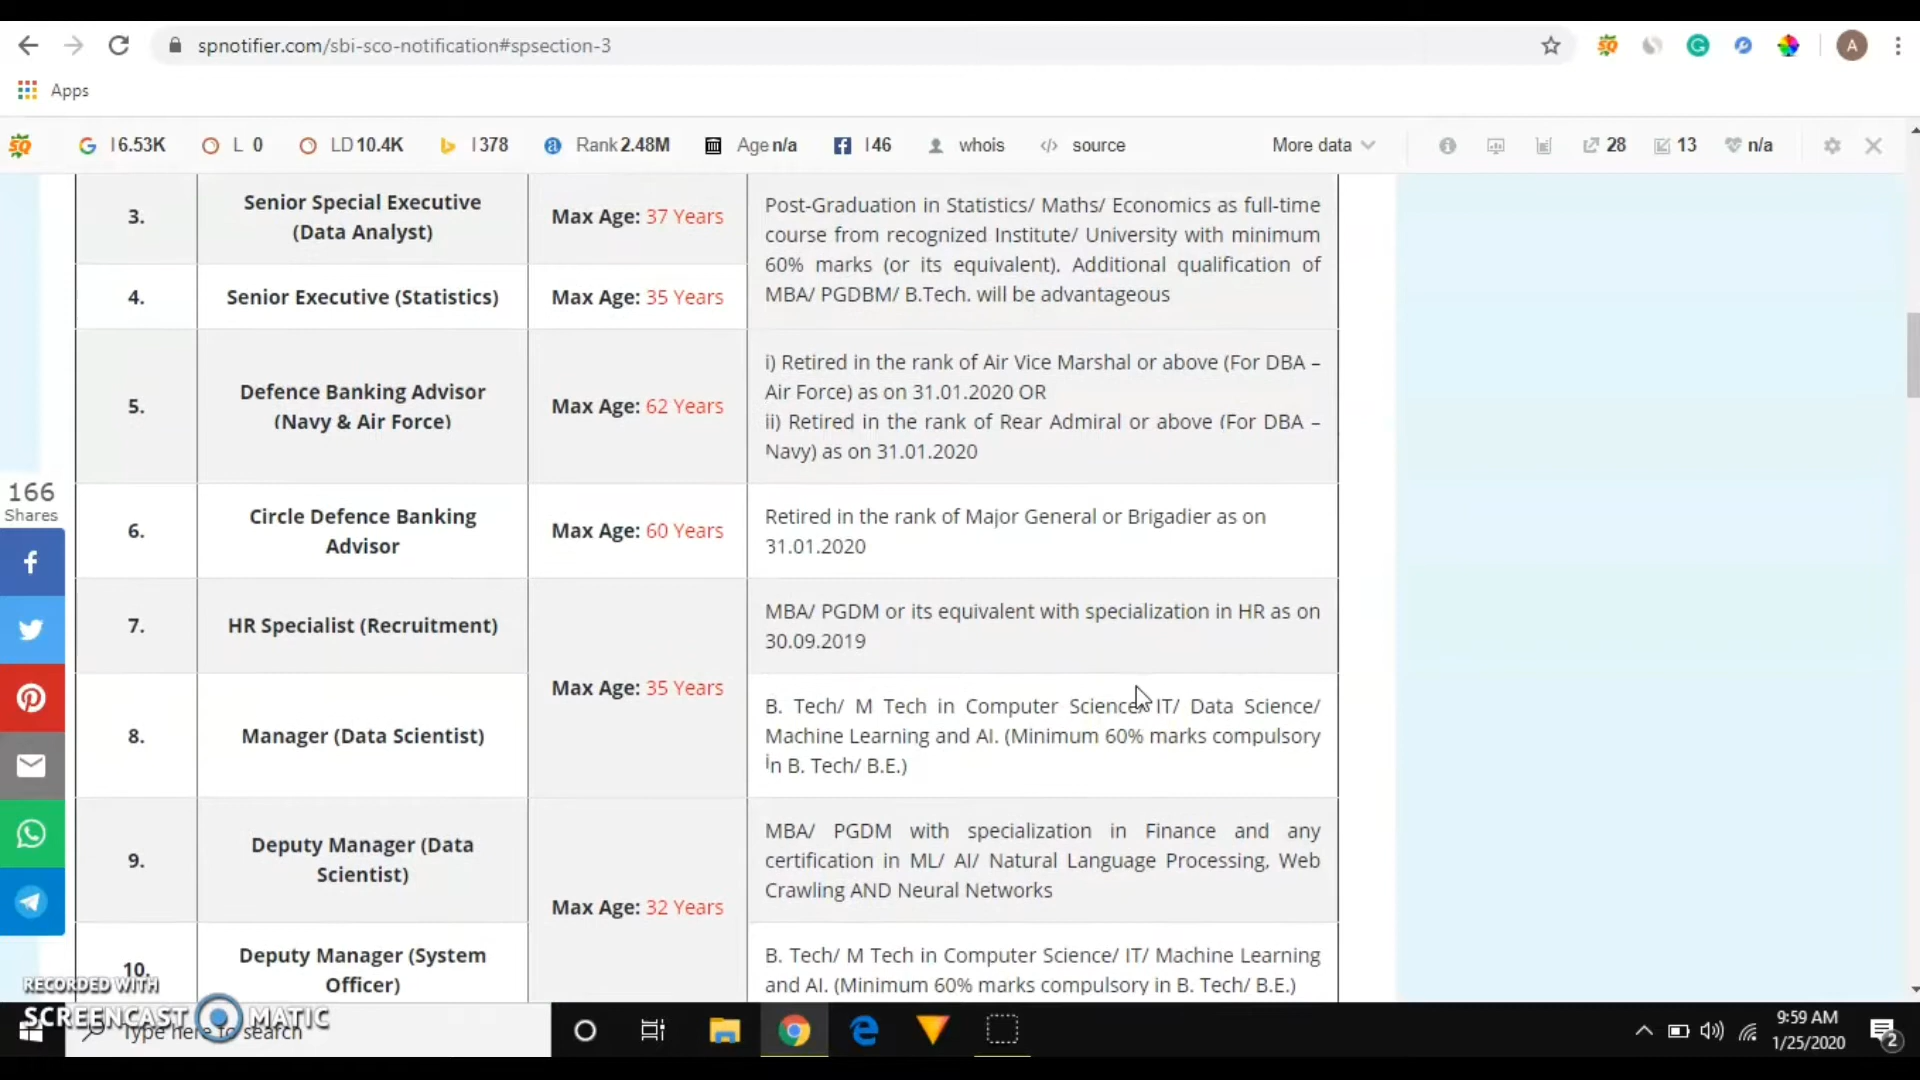 spnotifier.com/sbi-sco-notification#spsection-3
A
Apps
SQ
I 6.53K
L 0
LD 10.4K
I 378
Rank 2.48M
Age n/a
I 46
whois
source
More data
28
13
n/a
3.
Senior Special Executive
(Data Analyst)
Max Age: 37 Years
Post-Graduation in Statistics/ Maths/ Economics as full-time
course from recognized Institute/ University with minimum
60% marks (or its equivalent). Additional qualification of
MBA/ PGDBM/ B.Tech. will be advantageous
4.
Senior Executive (Statistics)
Max Age: 35 Years
5.
Defence Banking Advisor
(Navy & Air Force)
Max Age: 62 Years
i) Retired in the rank of Air Vice Marshal or above (For DBA –
Air Force) as on 31.01.2020 OR
ii) Retired in the rank of Rear Admiral or above (For DBA –
Navy) as on 31.01.2020
166
Shares
6.
Circle Defence Banking
Advisor
Max Age: 60 Years
Retired in the rank of Major General or Brigadier as on
31.01.2020
7.
HR Specialist (Recruitment)
Max Age: 35 Years
MBA/ PGDM or its equivalent with specialization in HR as on
30.09.2019
8.
Manager (Data Scientist)
B. Tech/ M Tech in Computer Science/ IT/ Data Science/
Machine Learning and AI. (Minimum 60% marks compulsory
in B. Tech/ B.E.)
9.
Deputy Manager (Data
Scientist)
Max Age: 32 Years
MBA/ PGDM with specialization in Finance and any
certification in ML/ AI/ Natural Language Processing, Web
Crawling AND Neural Networks
10.
Deputy Manager (System
Officer)
B. Tech/ M Tech in Computer Science/ IT/ Machine Learning
and AI. (Minimum 60% marks compulsory in B. Tech/ B.E.)
RECORDED WITH
SCREENCAST MATIC
Type here to search
9:59 AM
1/25/2020
2